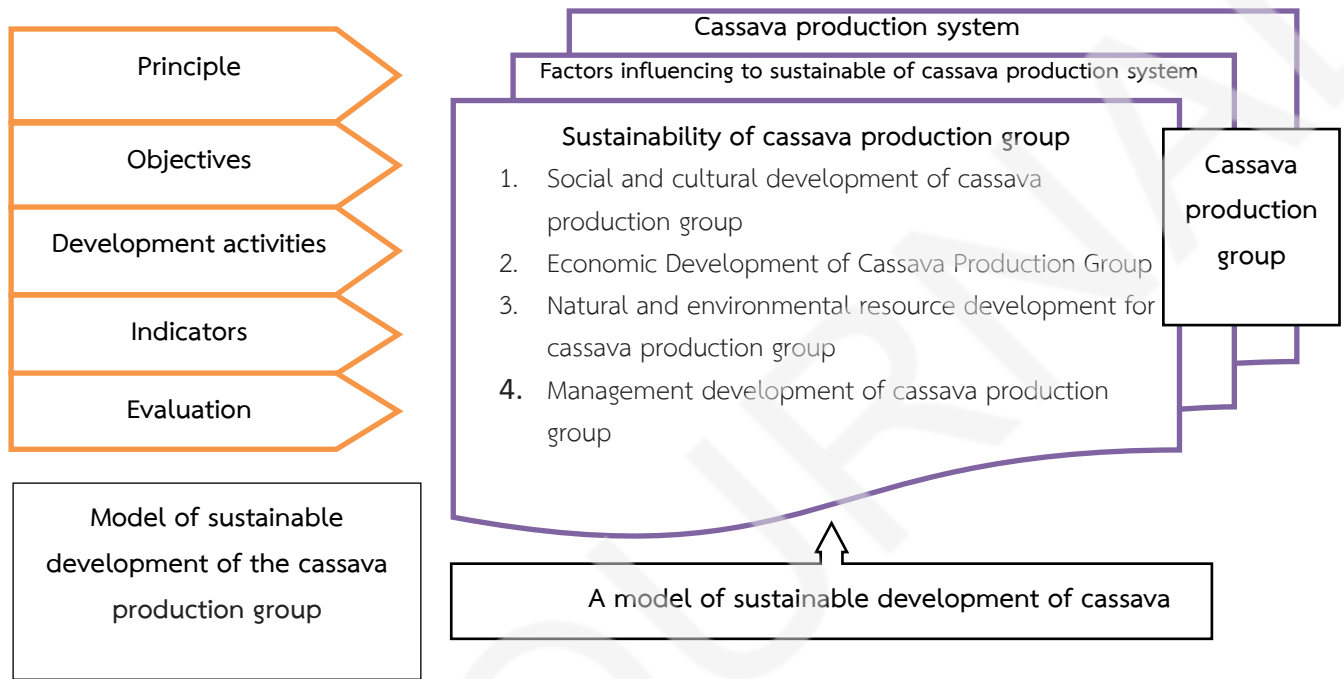 Principle
Objectives
Development activities
Indicators
Evaluation
Model of sustainable
development of the cassava
production group
Cassava production system
Factors influencing to sustainable of cassava production system
Sustainability of cassava production group
1. Social and cultural development of cassava
production group
2. Economic Development of Cassava Production Group
3. Natural and environmental resource development for
cassava production group
4. Management development of cassava production
group
Cassava
production
group
A model of sustainable development of cassava